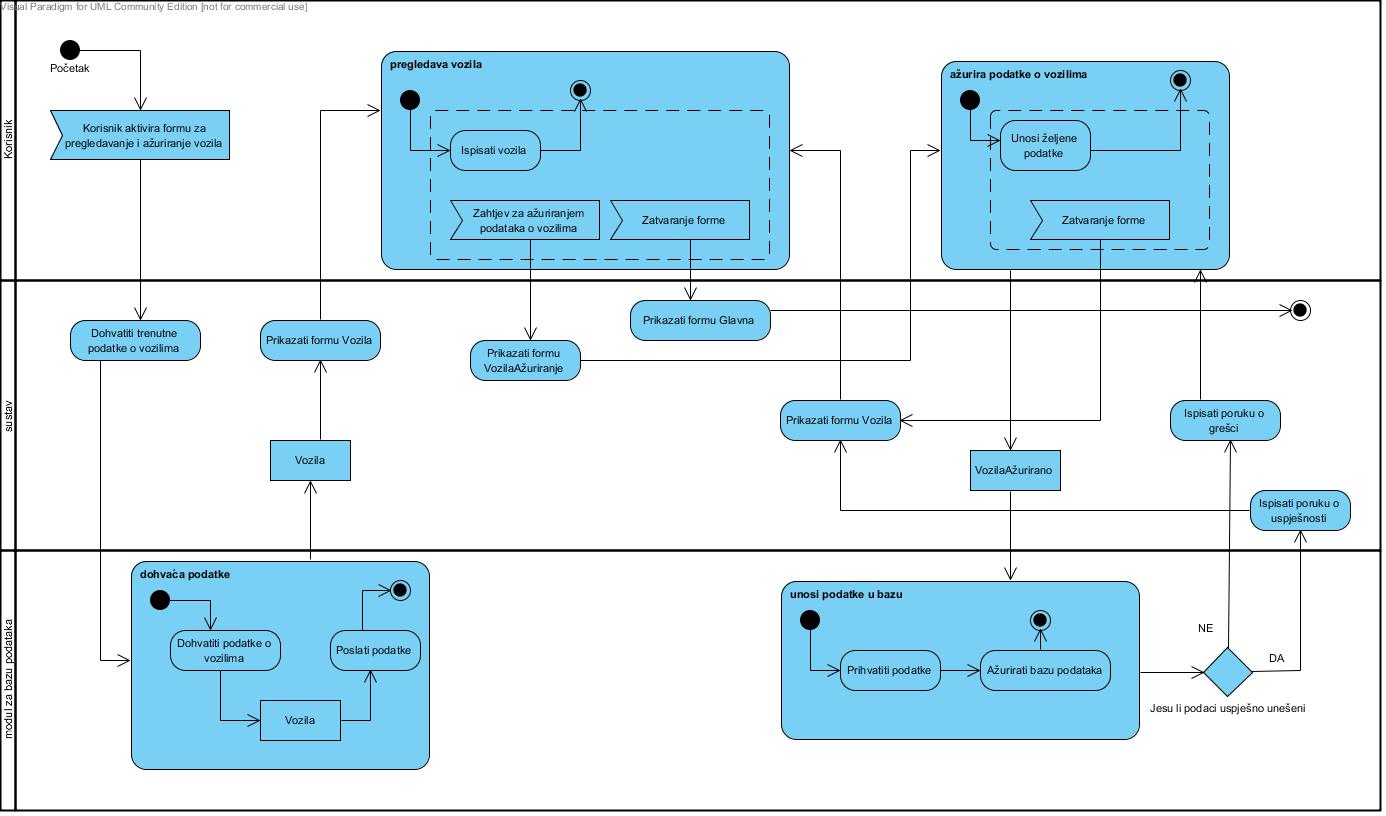 Visual Paradigm for UML Community Edition [not for commercial use]
Korisnik
Početak
Korisnik aktivira formu za
pregledavanje i ažuriranje vozila
pregledava vozila
Ispisati vozila
Zahtjev za ažuriranjem
podataka o vozilima
Zatvaranje forme
ažurira podatke o vozilima
Unosi željene
podatke
Zatvaranje forme
sustav
Dohvatiti trenutne
podatke o vozilima
Prikazati formu Vozila
Vozila
Prikazati formu Glavna
Prikazati formu
VozilaAžuriranje
Prikazati formu Vozila
VozilaAžurirano
Ispisati poruku o
grešci
Ispisati poruku o
uspješnosti
modul za bazu podataka
dohvaća podatke
Dohvatiti podatke o
vozilima
Vozila
Poslati podatke
unosi podatke u bazu
Prihvatiti podatke
Ažurirati bazu podataka
NE
DA
Jesu li podaci uspješno unešeni